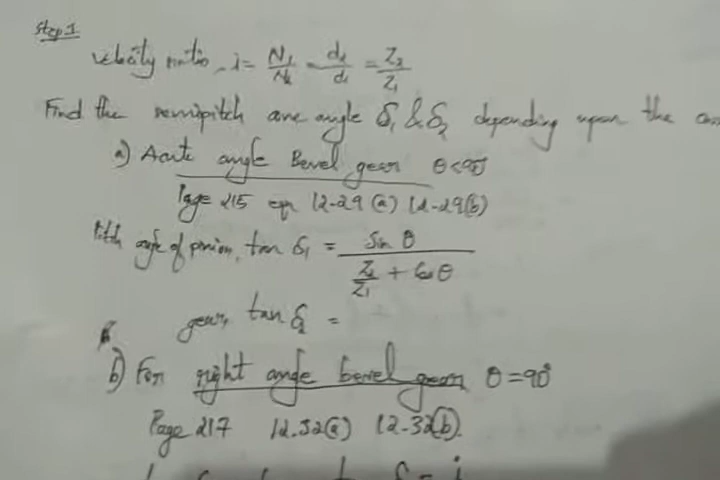 Step 1
Velocity ratio, i = N1/N2 = d2/d1 = Z2/Z1
Find the semipitch cone angle δ1 & δ2 depending upon the
a) Acute angle Bevel gear θ<90
Page 215 eqn 12-29 (a) 12-29(b)
Pitch angle of pinion, tan δ1 = Sin θ / (Z2/Z1 + Cos θ)
gear, tan δ2 =
b) For right angle bevel gear θ = 90°
Page 217 12.32(a) 12-32(b).